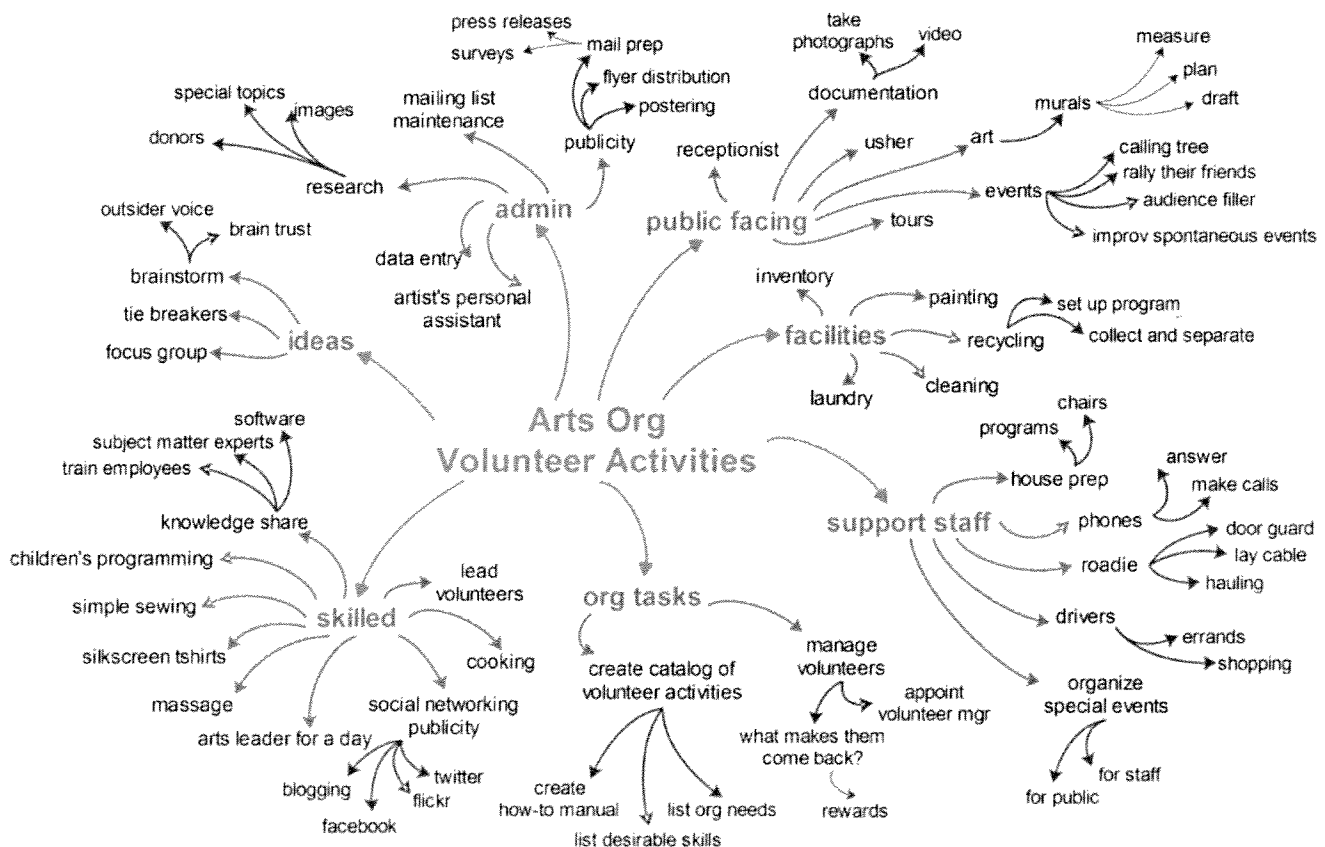 Arts Org
Volunteer Activities
admin
mailing list
maintenance
publicity
mail prep
press releases
surveys
flyer distribution
postering
research
special topics
images
donors
data entry
artist's personal
assistant
public facing
receptionist
documentation
take
photographs
video
usher
art
murals
measure
plan
draft
events
calling tree
rally their friends
audience filler
improv spontaneous events
tours
facilities
inventory
painting
recycling
set up program
collect and separate
cleaning
laundry
support staff
house prep
programs
chairs
phones
answer
make calls
roadie
door guard
lay cable
hauling
drivers
errands
shopping
organize
special events
for staff
for public
org tasks
create catalog of
volunteer activities
create
how-to manual
list desirable skills
list org needs
manage
volunteers
appoint
volunteer mgr
what makes them
come back?
rewards
skilled
lead
volunteers
cooking
social networking
publicity
blogging
facebook
flickr
twitter
arts leader for a day
massage
silkscreen tshirts
simple sewing
children's programming
knowledge share
train employees
subject matter experts
software
ideas
brainstorm
outsider voice
brain trust
tie breakers
focus group